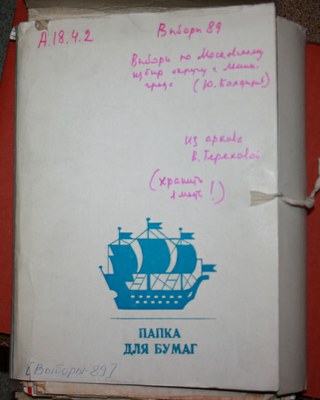 А.18.4.2 Выборы 89
Выборы по Московскому
избир округу г. Ленин
града (Ю. Болдырев)
Из архива
В. Тереховой
(хранить
вместе!)
ПАПКА
ДЛЯ БУМАГ
[Выборы-89]